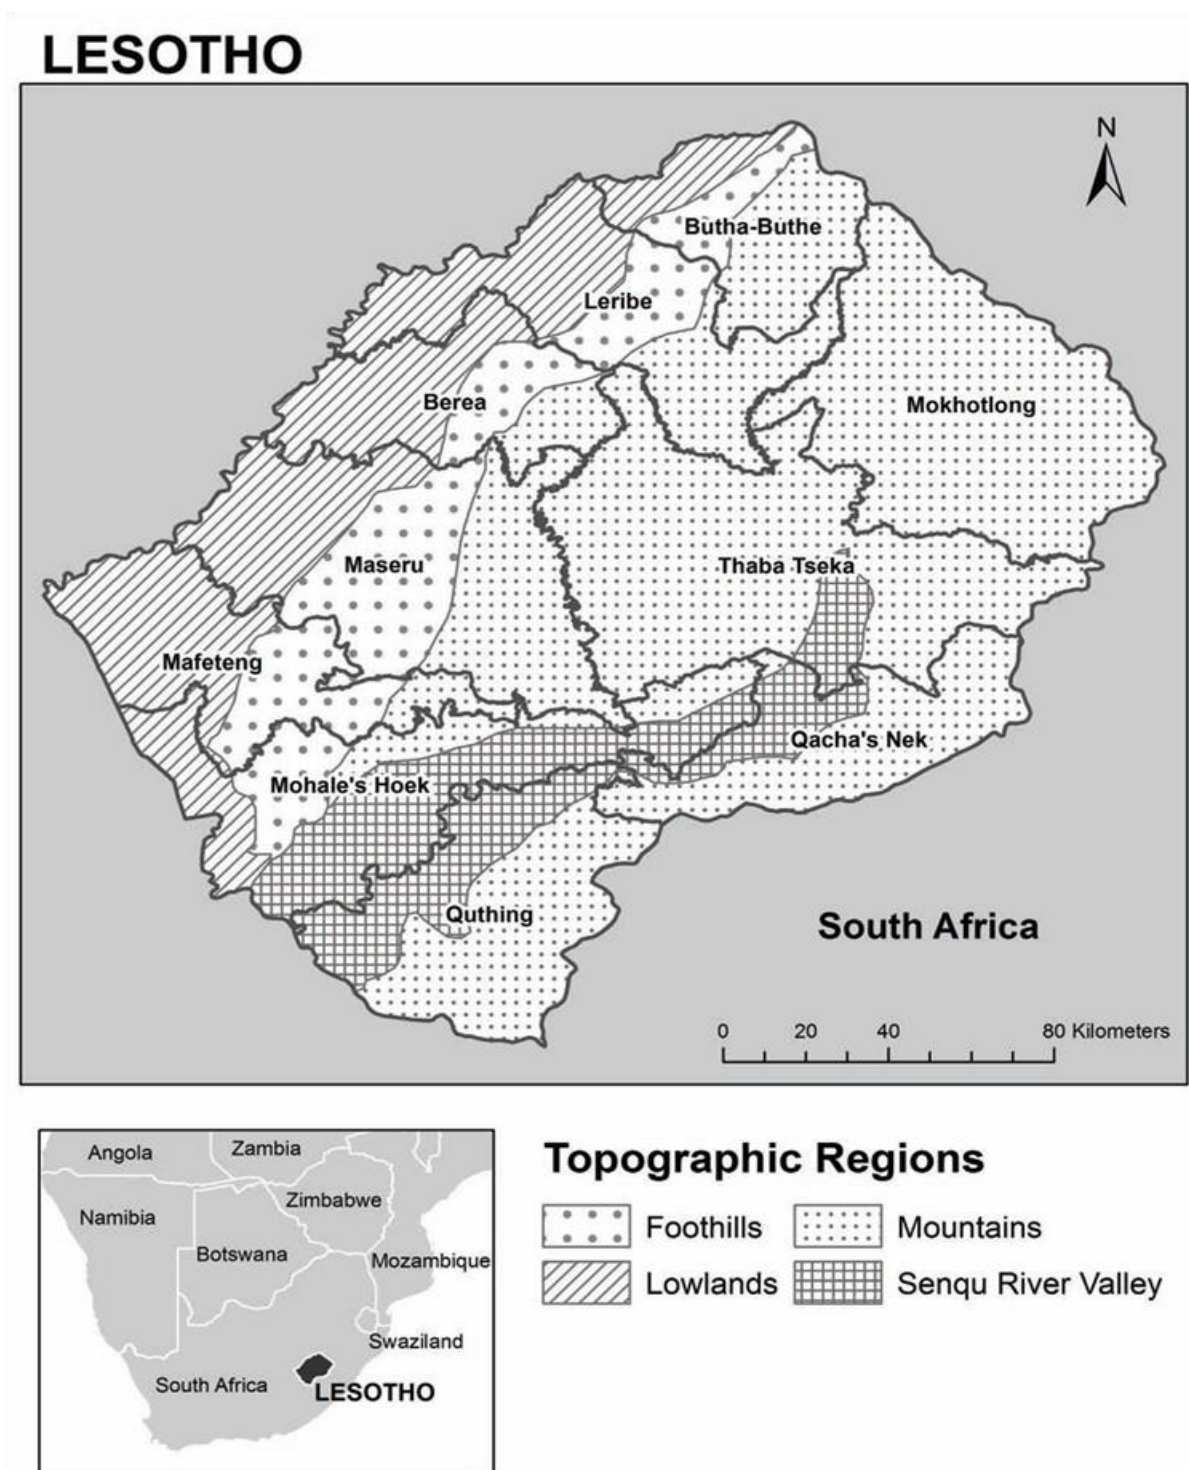 LESOTHO
N
Butha-Buthe
Leribe
Berea
Mokhotlong
Maseru
Thaba Tseka
Mafeteng
Qacha's Nek
Mohale's Hoek
Quthing
South Africa
0 20 40 80 Kilometers
Angola
Zambia
Zimbabwe
Namibia
Botswana
Mozambique
Swaziland
South Africa
LESOTHO
Topographic Regions
Foothills
Mountains
Lowlands
Senqu River Valley